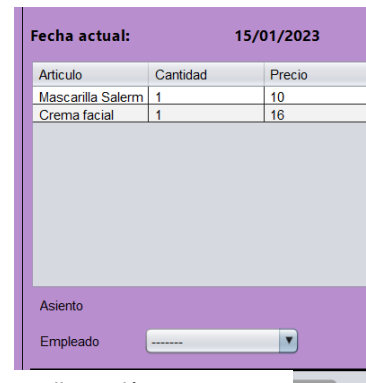 Fecha actual: 15/01/2023
Articulo Cantidad Precio
Mascarilla Salerm 1 10
Crema facial 1 16
Asiento
Empleado -------